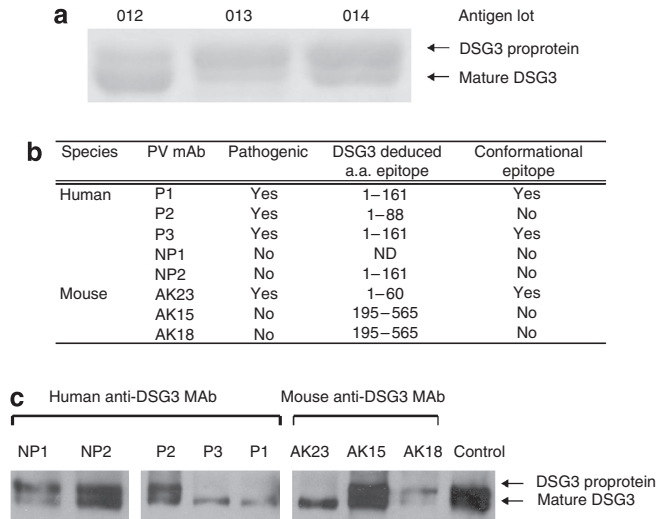 a
012 013 014 Antigen lot
DSG3 proprotein
Mature DSG3
b
Species PV mAb Pathogenic DSG3 deduced a.a. epitope Conformational epitope
Human P1 Yes 1–161 Yes
P2 Yes 1–88 No
P3 Yes 1–161 Yes
NP1 No ND No
NP2 No 1–161 No
Mouse AK23 Yes 1–60 Yes
AK15 No 195–565 No
AK18 No 195–565 No
c
Human anti-DSG3 MAb Mouse anti-DSG3 MAb
NP1 NP2 P2 P3 P1 AK23 AK15 AK18 Control
DSG3 proprotein
Mature DSG3